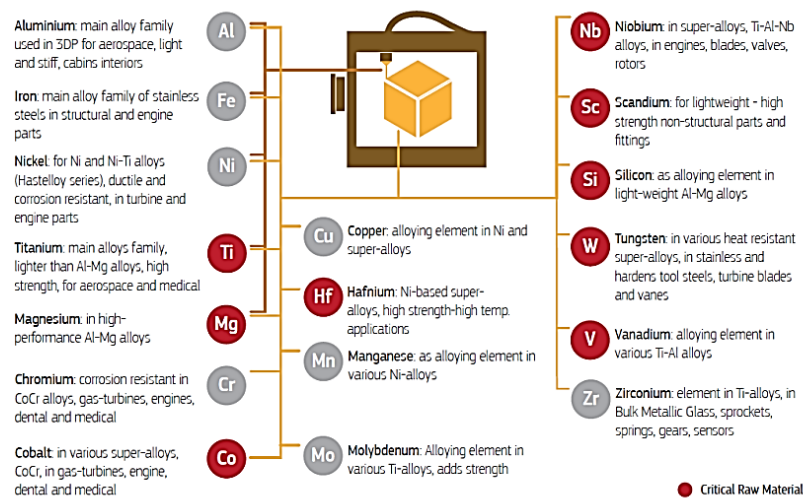 Aluminium: main alloy family
used in 3DP for aerospace, light
and stiff, cabins interiors
Al
Iron: main alloy family of stainless
steels in structural and engine
parts
Fe
Nickel: for Ni and Ni-Ti alloys
(Hastelloy series), ductile and
corrosion resistant, in turbine and
engine parts
Ni
Titanium: main alloys family,
lighter than Al-Mg alloys, high
strength, for aerospace and medical
Ti
Magnesium: in high-
performance Al-Mg alloys
Mg
Chromium: corrosion resistant in
CoCr alloys, gas-turbines, engines,
dental and medical
Cr
Cobalt: in various super-alloys,
CoCr, in gas-turbines, engine,
dental and medical
Co
Cu
Copper: alloying element in Ni and
super-alloys
Hf
Hafnium: Ni-based super-
alloys, high strength-high temp.
applications
Mn
Manganese: as alloying element in
various Ni-alloys
Mo
Molybdenum: Alloying element in
various Ti-alloys, adds strength
Nb
Niobium: in super-alloys, Ti-Al-Nb
alloys, in engines, blades, valves,
rotors
Sc
Scandium: for lightweight - high
strength non-structural parts and
fittings
Si
Silicon: as alloying element in
light-weight Al-Mg alloys
W
Tungsten: in various heat resistant
super-alloys, in stainless and
hardens tool steels, turbine blades
and vanes
V
Vanadium: alloying element in
various Ti-Al alloys
Zr
Zirconium: element in Ti-alloys, in
Bulk Metallic Glass, sprockets,
springs, gears, sensors
Critical Raw Material